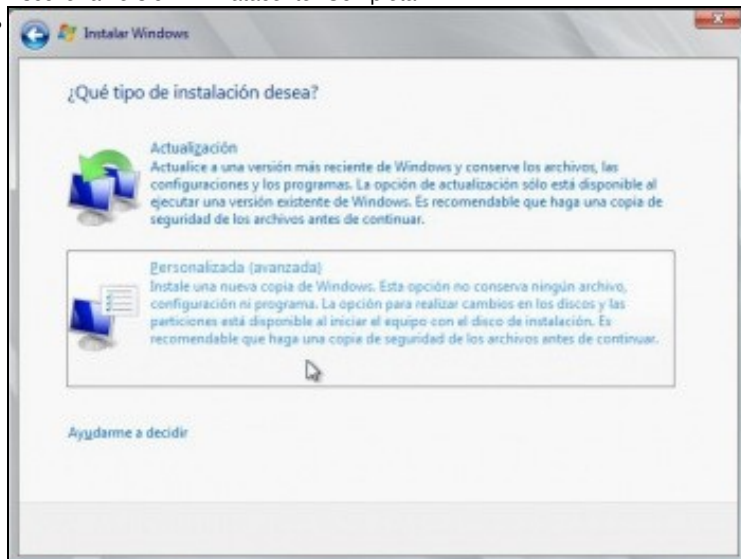 Instalar Windows
¿Qué tipo de instalación desea?
Actualización
Actualice a una versión más reciente de Windows y conserve los archivos, las
configuraciones y los programas. La opción de actualización sólo está disponible al
ejecutar una versión existente de Windows. Es recomendable que haga una copia de
seguridad de los archivos antes de continuar.
Personalizada (avanzada)
Instale una nueva copia de Windows. Esta opción no conserva ningún archivo,
configuración ni programa. La opción para realizar cambios en los discos y las
particiones está disponible al iniciar el equipo con el disco de instalación. Es
recomendable que haga una copia de seguridad de los archivos antes de continuar.
Ayudarme a decidir